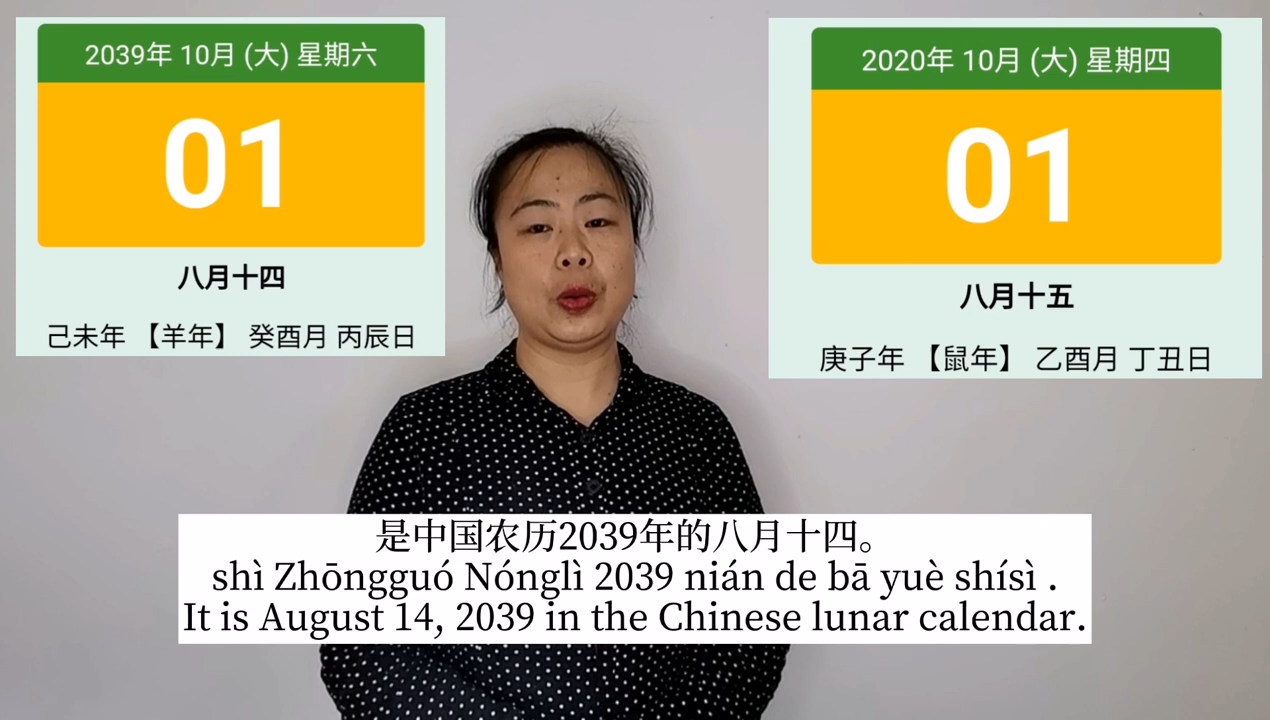 2039年 10月 (大) 星期六
01
八月十四
己未年 【羊年】 癸酉月 丙辰日
2020年 10月 (大) 星期四
01
八月十五
庚子年 【鼠年】 乙酉月 丁丑日
是中国农历2039年的八月十四。
shì Zhōngguó Nónglì 2039 nián de bā yuè shísì .
It is August 14, 2039 in the Chinese lunar calendar.